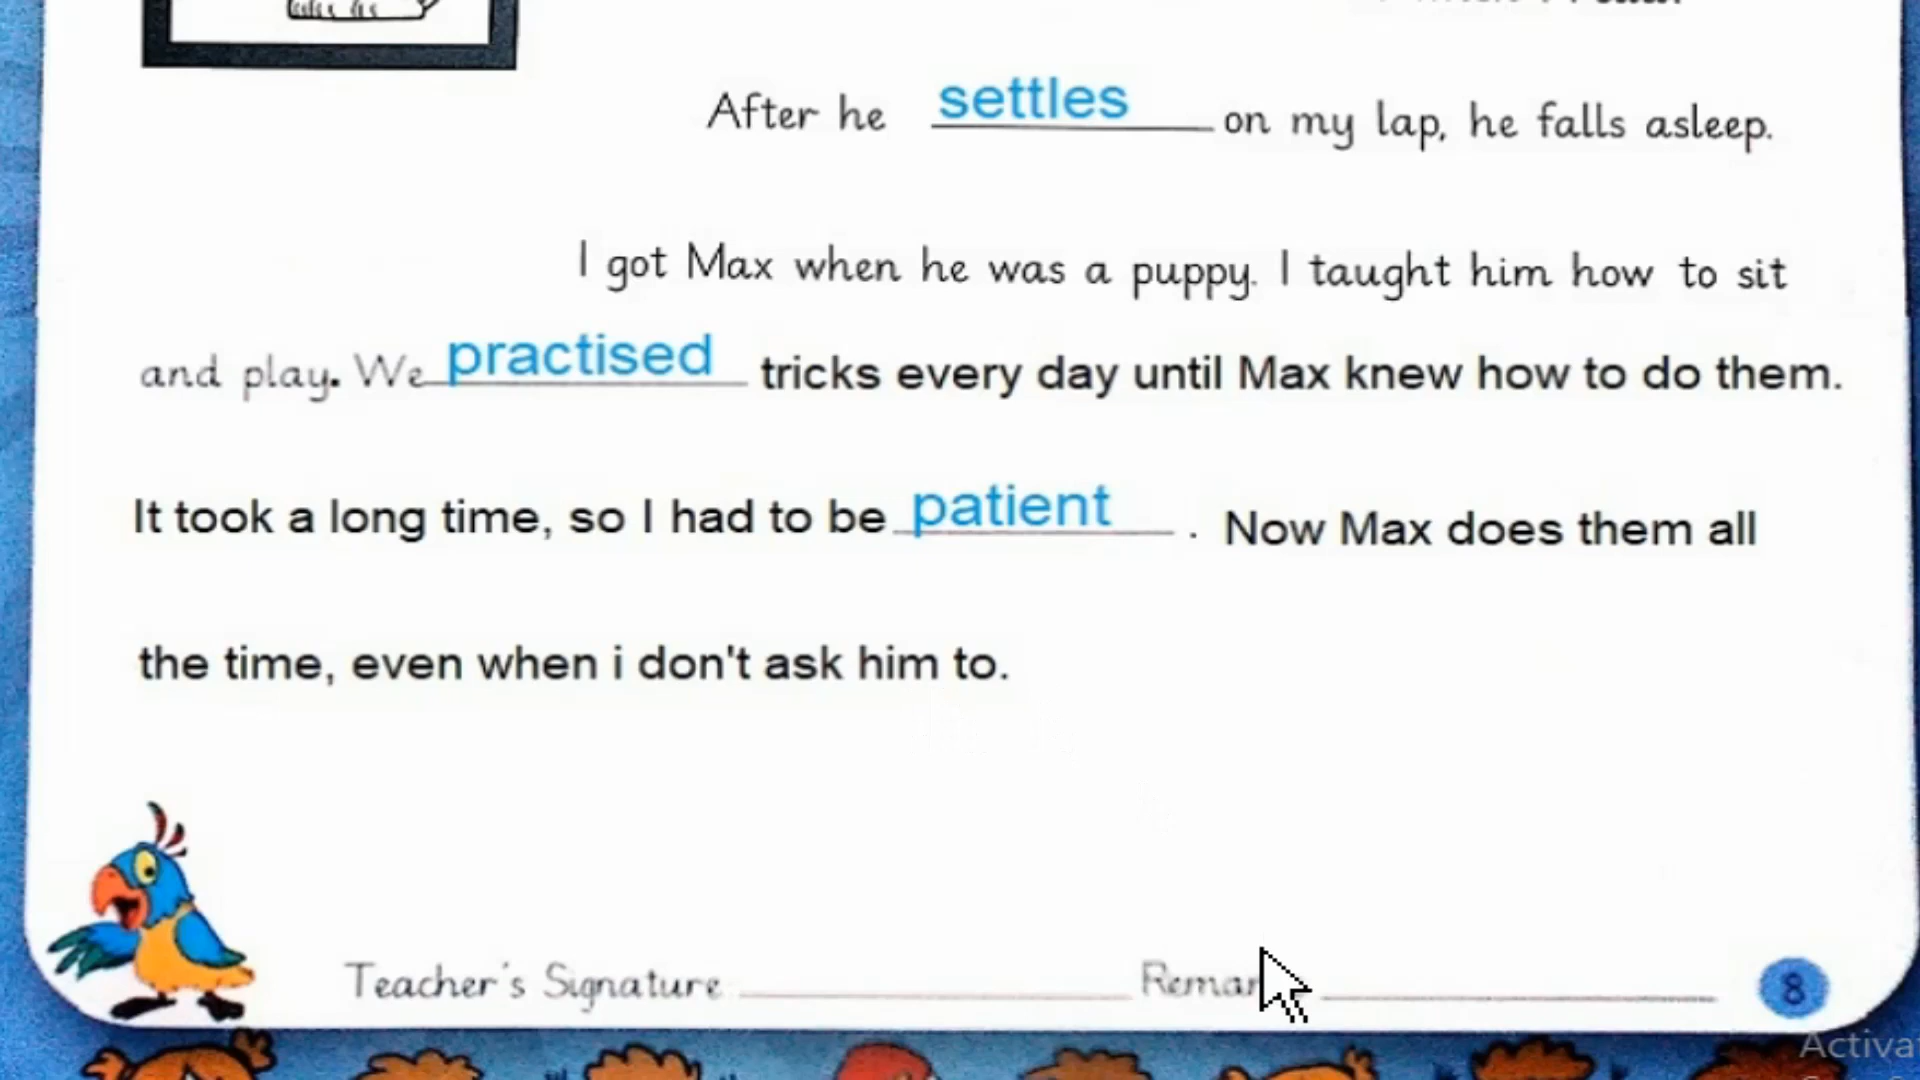 After he settles on my lap, he falls asleep.
I got Max when he was a puppy. I taught him how to sit
and play. We practised tricks every day until Max knew how to do them.
It took a long time, so I had to be patient . Now Max does them all
the time, even when i don't ask him to.
Teacher's Signature
8